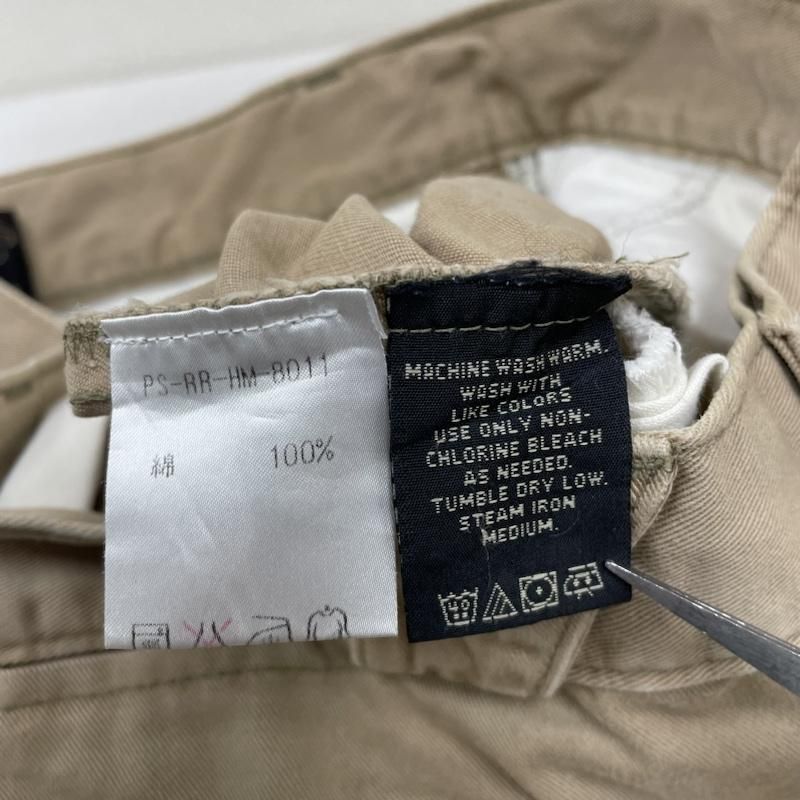 PS-RR-HM-8011
綿 100%
MACHINE WASH WARM.
WASH WITH
LIKE COLORS
USE ONLY NON-
CHLORINE BLEACH
AS NEEDED.
TUMBLE DRY LOW.
STEAM IRON
MEDIUM.
40